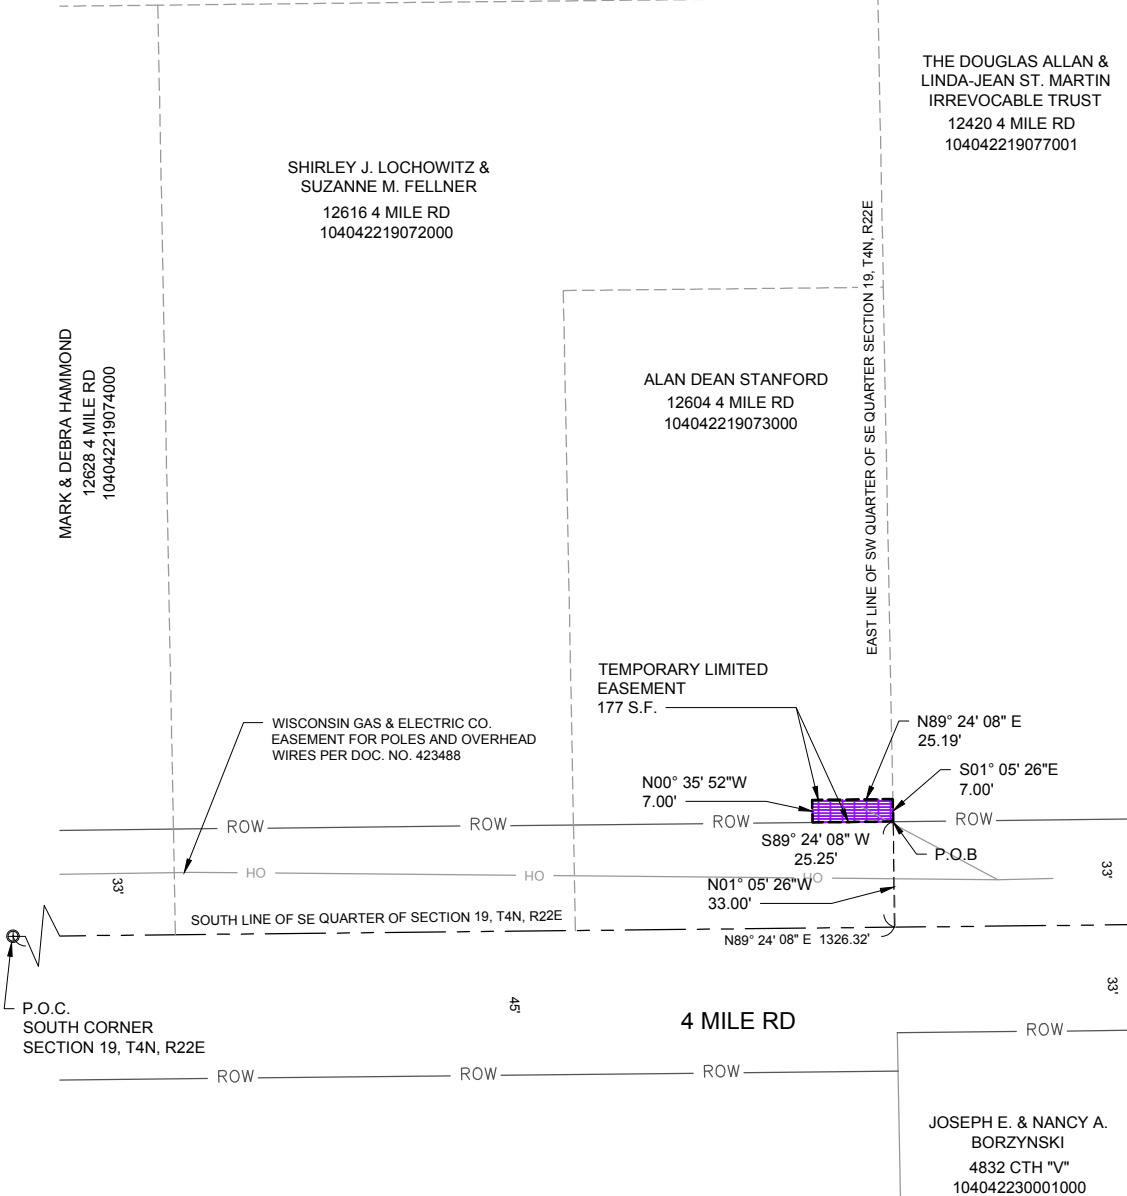 THE DOUGLAS ALLAN &
LINDA-JEAN ST. MARTIN
IRREVOCABLE TRUST
12420 4 MILE RD
104042219077001
SHIRLEY J. LOCHOWITZ &
SUZANNE M. FELLNER
12616 4 MILE RD
104042219072000
EAST LINE OF SW QUARTER OF SE QUARTER SECTION 19, T4N, R22E
MARK & DEBRA HAMMOND
12628 4 MILE RD
104042219074000
ALAN DEAN STANFORD
12604 4 MILE RD
104042219073000
TEMPORARY LIMITED
EASEMENT
177 S.F.
WISCONSIN GAS & ELECTRIC CO.
EASEMENT FOR POLES AND OVERHEAD
WIRES PER DOC. NO. 423488
N89° 24' 08" E
25.19'
S01° 05' 26"E
7.00'
N00° 35' 52"W
7.00'
ROW
ROW
ROW
ROW
S89° 24' 08" W
25.25'
P.O.B
HO
HO
HO
33'
33'
N01° 05' 26"W
33.00'
SOUTH LINE OF SE QUARTER OF SECTION 19, T4N, R22E
N89° 24' 08" E 1326.32'
P.O.C.
SOUTH CORNER
SECTION 19, T4N, R22E
45'
33'
4 MILE RD
ROW
ROW
ROW
ROW
JOSEPH E. & NANCY A.
BORZYNSKI
4832 CTH "V"
104042230001000